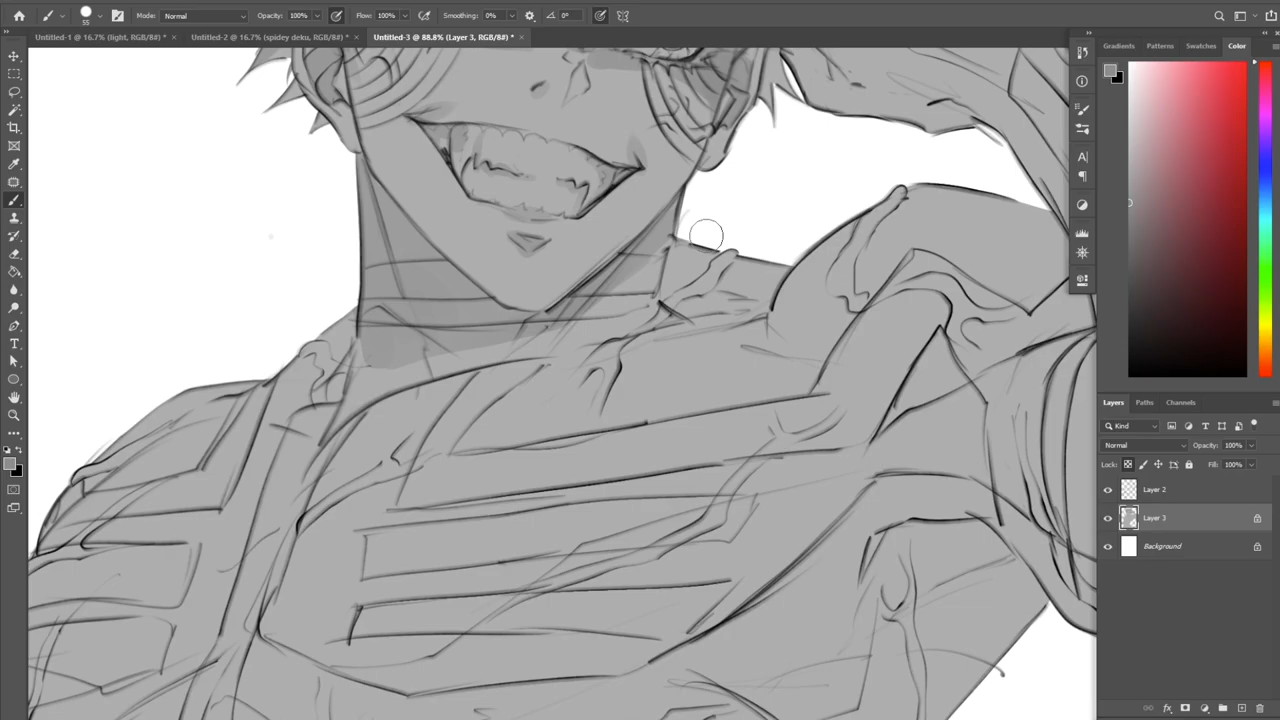 Mode: Normal Opacity: 100% Flow: 100% Smoothing: 0% 0°
55
Untitled-1 @ 16.7% (light, RGB/8#) * × Untitled-2 @ 16.7% (spidey deku, RGB/8#) * × Untitled-3 @ 88.8% (Layer 3, RGB/8#) * ×
Gradients Patterns Swatches Color
Layers Paths Channels
Kind
Normal Opacity: 100%
Lock: Fill: 100%
Layer 2
Layer 3
Background
fx